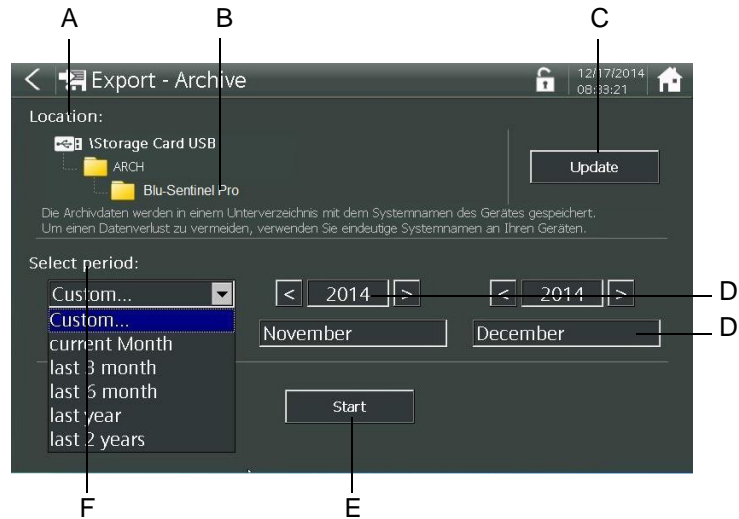 A B C
Export - Archive 12/17/2014
08:33:21
Location:
\Storage Card USB
ARCH
Blu-Sentinel Pro
Update
Die Archivdaten werden in einem Unterverzeichnis mit dem Systemnamen des Gerätes gespeichert.
Um einen Datenverlust zu vermeiden, verwenden Sie eindeutige Systemnamen an Ihren Geräten.
Select period:
Custom... < 2014 > < 2014 > D
Custom... November December D
current Month
last 3 month
last 6 month
last year
last 2 years
Start
F E